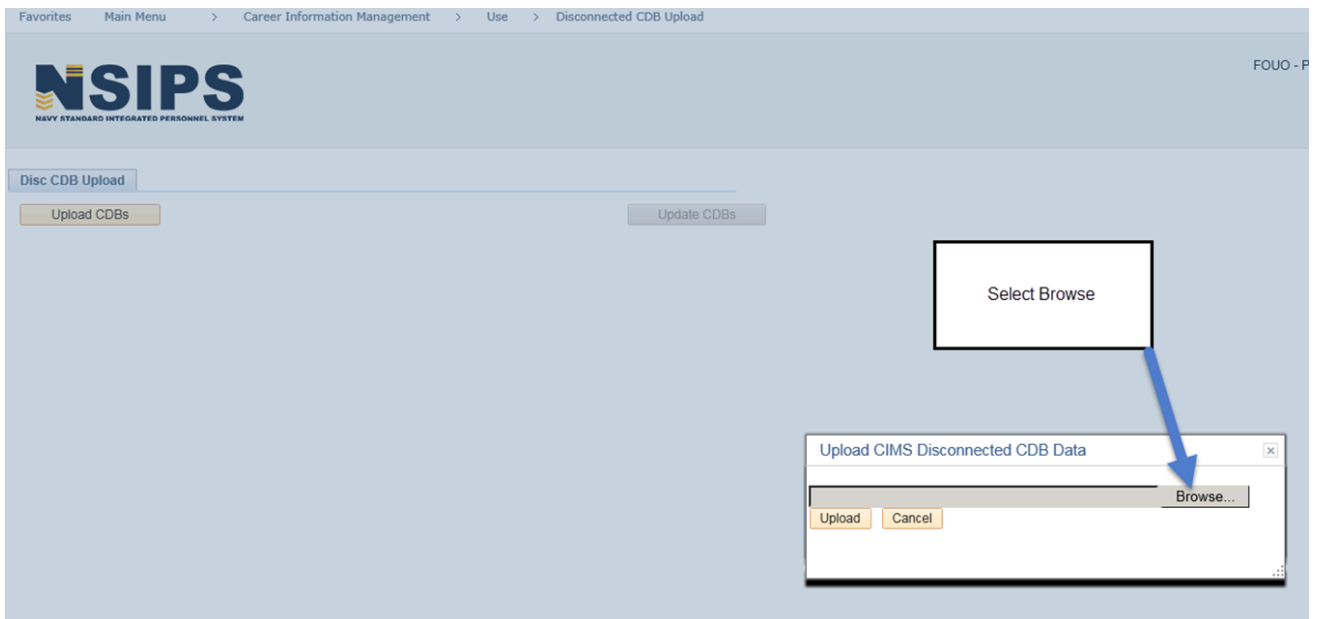 Favorites Main Menu > Career Information Management > Use > Disconnected CDB Upload
FOUO - P
NSIPS
NAVY STANDARD INTEGRATED PERSONNEL SYSTEM
Disc CDB Upload
Upload CDBs Update CDBs
Select Browse
Upload CIMS Disconnected CDB Data x
Browse...
Upload Cancel